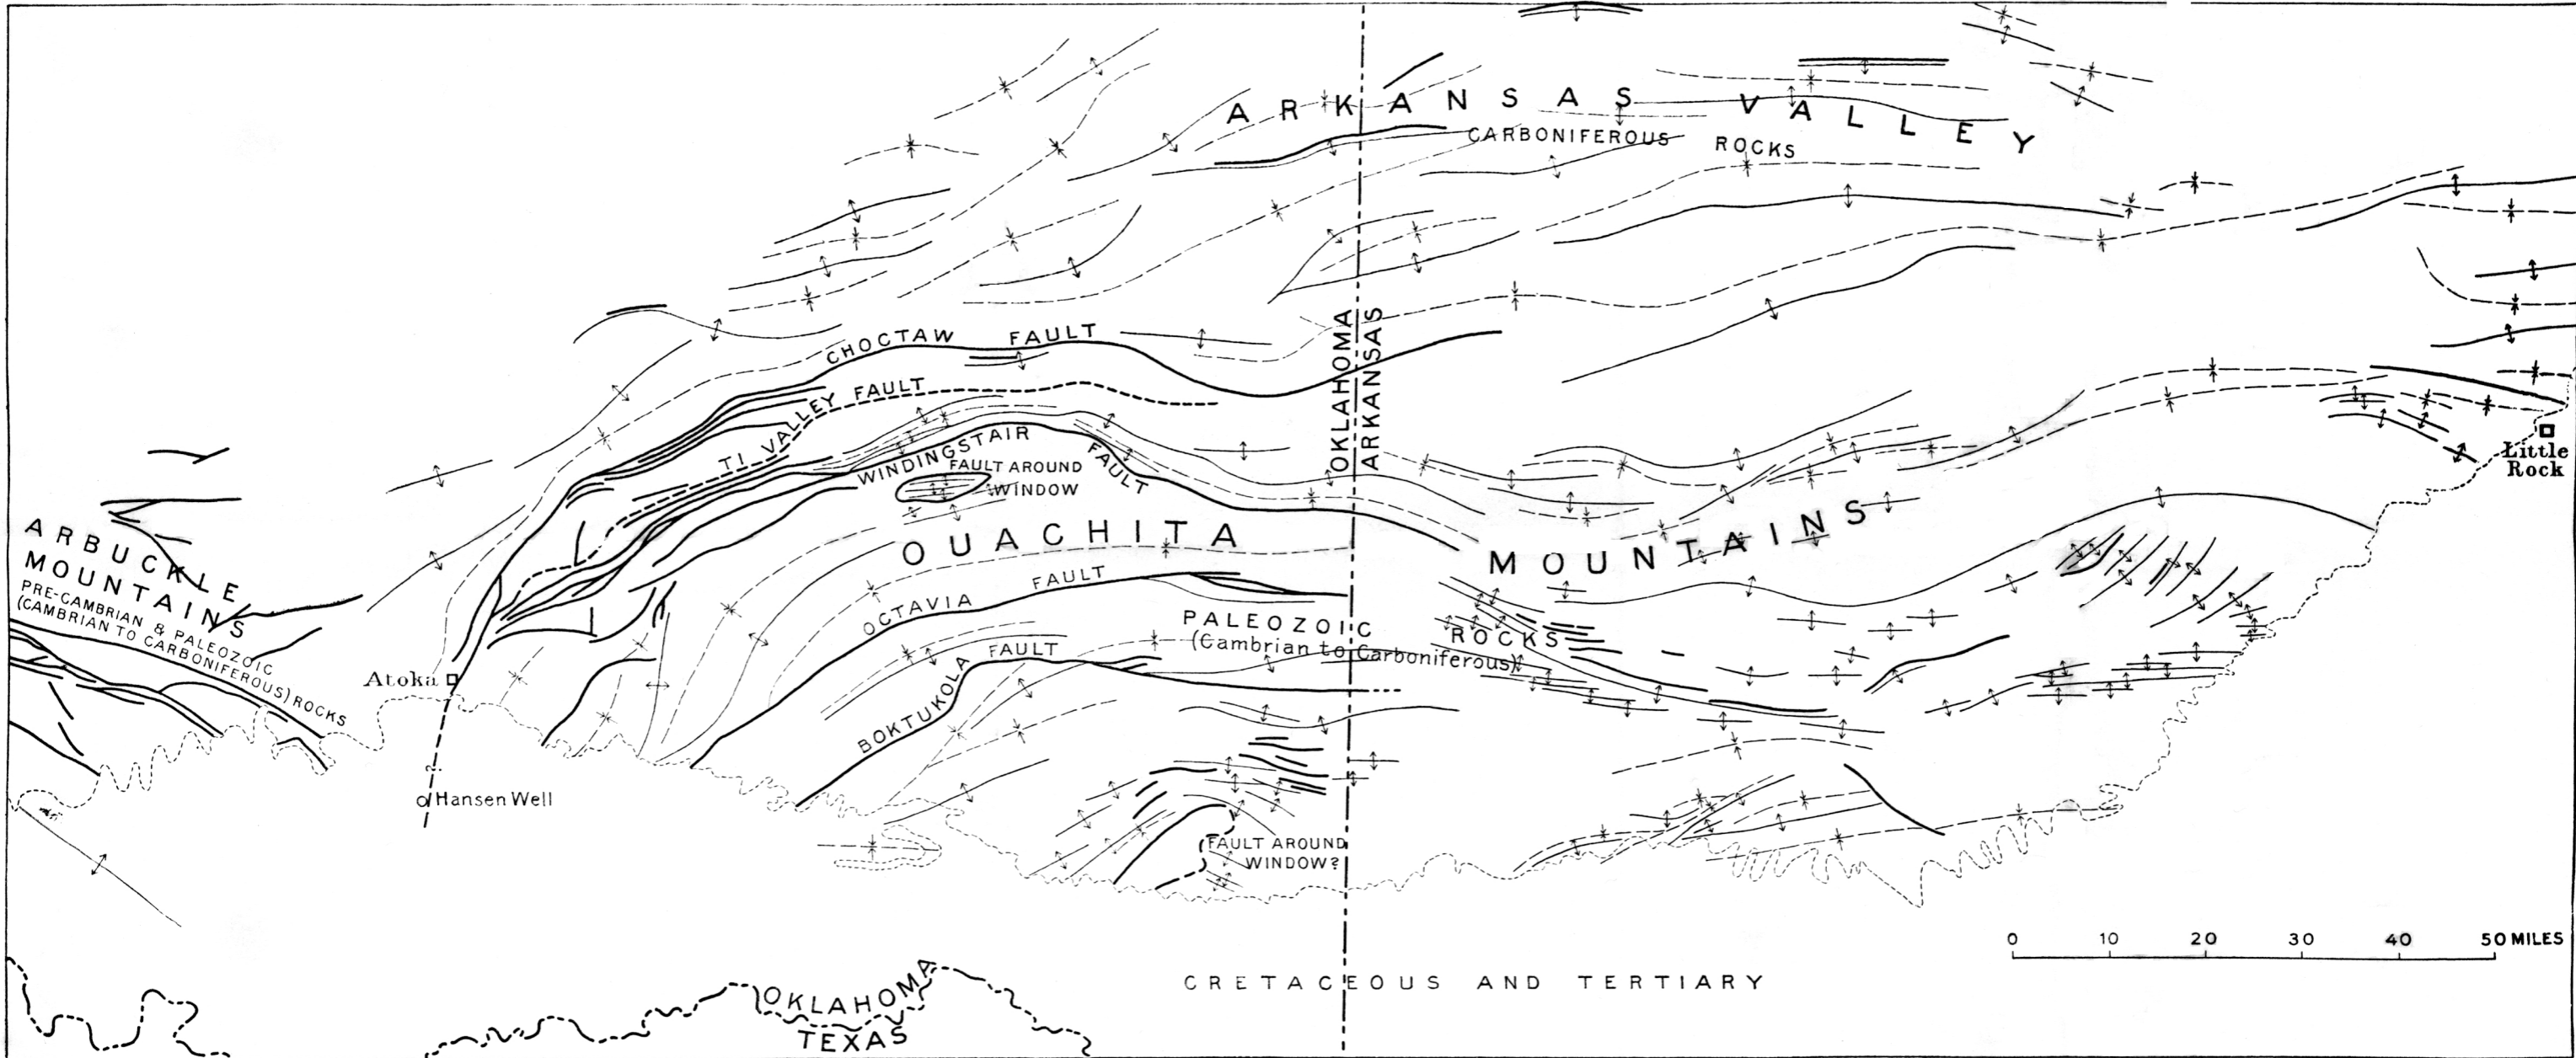 ARKANSAS VALLEY
CARBONIFEROUS ROCKS
CHOCTAW FAULT
TI VALLEY FAULT
WINDINGSTAIR FAULT
FAULT AROUND
WINDOW
OKLAHOMA
ARKANSAS
Little
Rock
OUACHITA MOUNTAINS
ARBUCKLE
MOUNTAINS
PRE-CAMBRIAN & PALEOZOIC
(CAMBRIAN TO CARBONIFEROUS) ROCKS
OCTAVIA FAULT
PALEOZOIC ROCKS
(Cambrian to Carboniferous)
BOKTUKOLA FAULT
Atoka
?
Hansen Well
FAULT AROUND
WINDOW?
0 10 20 30 40 50 MILES
CRETACEOUS AND TERTIARY
OKLAHOMA
TEXAS